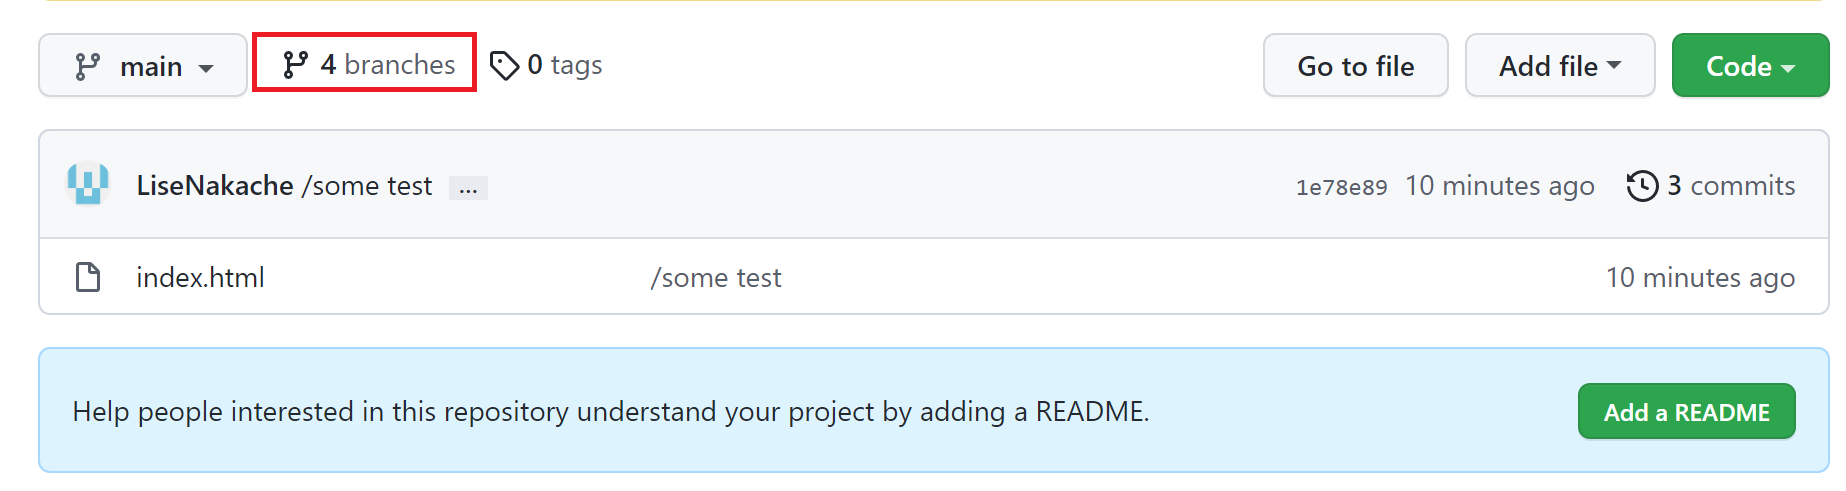 main 4 branches 0 tags Go to file Add file Code
LiseNakache /some test ... 1e78e89 10 minutes ago 3 commits
index.html /some test 10 minutes ago
Help people interested in this repository understand your project by adding a README. Add a README